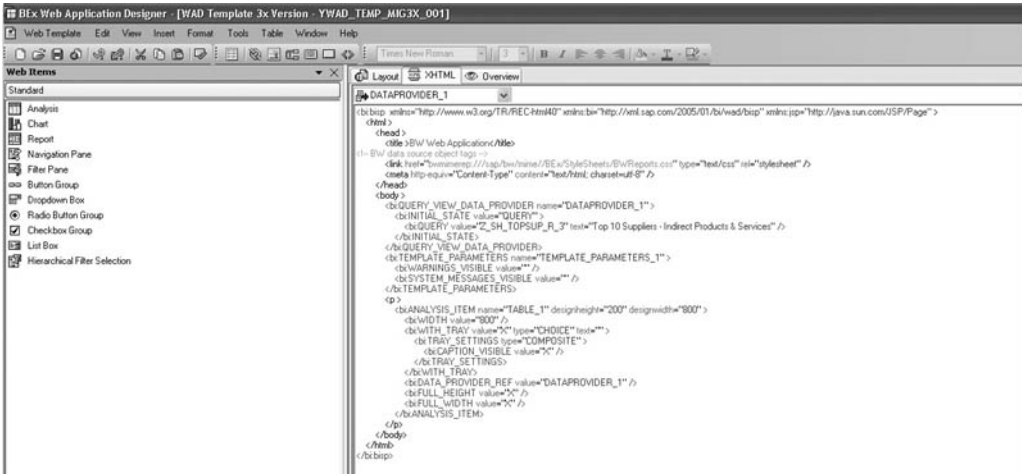 BEx Web Application Designer - [WAD Template 3x Version - YWAD_TEMP_MIG3X_001]
Web Template Edit View Insert Format Tools Table Window Help
Times New Roman 3
Web Items
Standard
Analysis
Chart
Report
Navigation Pane
Filter Pane
Button Group
Dropdown Box
Radio Button Group
Checkbox Group
List Box
Hierarchical Filter Selection
Layout XHTML Overview
DATAPROVIDER_1
<bi:bisp xmlns="http://www.w3.org/TR/REC-html40" xmlns:bi="http://xml.sap.com/2005/01/bi/wad/bisp" xmlns:jsp="http://java.sun.com/JSP/Page" >
<html >
<head >
<title >BW Web Application</title>
<!-- BW data source object tags -->
<link href="bwmimerep:///sap/bw/mime//BEx/StyleSheets/BWReports.css" type="text/css" rel="stylesheet" />
<meta http-equiv="Content-Type" content="text/html; charset=utf-8" />
</head>
<body >
<bi:QUERY_VIEW_DATA_PROVIDER name="DATAPROVIDER_1" >
<bi:INITIAL_STATE value="QUERY" >
<bi:QUERY value="Z_SH_TOPSUP_R_3" text="Top 10 Suppliers - Indirect Products & Services" />
</bi:INITIAL_STATE>
</bi:QUERY_VIEW_DATA_PROVIDER>
<bi:TEMPLATE_PARAMETERS name="TEMPLATE_PARAMETERS_1" >
<bi:WARNINGS_VISIBLE value="" />
<bi:SYSTEM_MESSAGES_VISIBLE value="" />
</bi:TEMPLATE_PARAMETERS>
<p >
<bi:ANALYSIS_ITEM name="TABLE_1" designheight="200" designwidth="800" >
<bi:WIDTH value="800" />
<bi:WITH_TRAY value="X" type="CHOICE" text="" >
<bi:TRAY_SETTINGS type="COMPOSITE" >
<bi:CAPTION_VISIBLE value="X" />
</bi:TRAY_SETTINGS>
</bi:WITH_TRAY>
<bi:DATA_PROVIDER_REF value="DATAPROVIDER_1" />
<bi:FULL_HEIGHT value="X" />
<bi:FULL_WIDTH value="X" />
</bi:ANALYSIS_ITEM>
</p>
</body>
</html>
</bi:bisp>